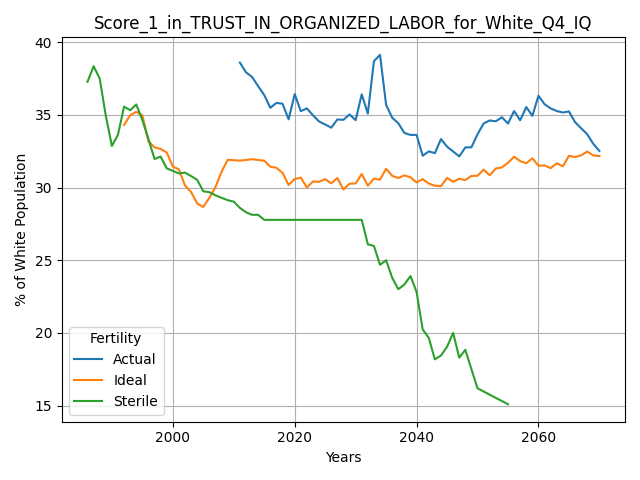 Score_1_in_TRUST_IN_ORGANIZED_LABOR_for_White_Q4_IQ
40
35
30
25
20
15
% of White Population
Fertility
Actual
Ideal
Sterile
2000
2020
2040
2060
Years